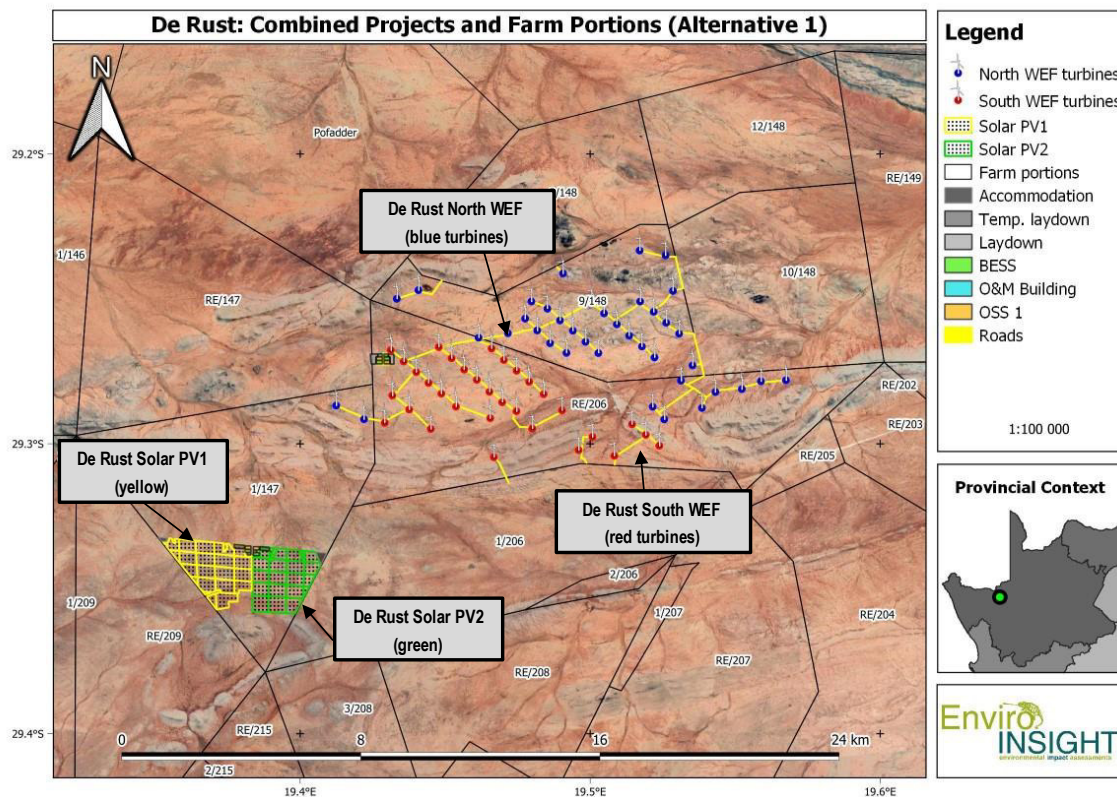 De Rust: Combined Projects and Farm Portions (Alternative 1)
N
Pofadder
12/148
RE/149
/148
De Rust North WEF
(blue turbines)
1/146
RE/147
10/148
9/148
RE/202
RE/206
RE/203
RE/205
De Rust Solar PV1
(yellow)
1/147
De Rust South WEF
(red turbines)
1/206
2/206
1/209
1/207
RE/209
De Rust Solar PV2
(green)
RE/204
RE/208
RE/207
3/208
RE/215
2/215
0
8
16
24 km
29.2°S
29.3°S
29.4°S
19.4°E
19.5°E
19.6°E
Legend
North WEF turbines
South WEF turbines
Solar PV1
Solar PV2
Farm portions
Accommodation
Temp. laydown
Laydown
BESS
O&M Building
OSS 1
Roads
1:100 000
Provincial Context
Enviro
INSIGHT
environmental impact assessments